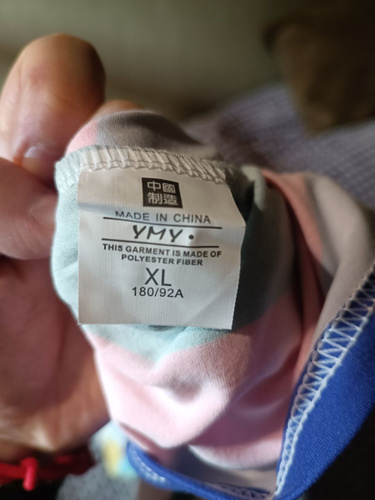 中國
制造
MADE IN CHINA
YMY.
THIS GARMENT IS MADE OF
POLYESTER FIBER
XL
180/92A